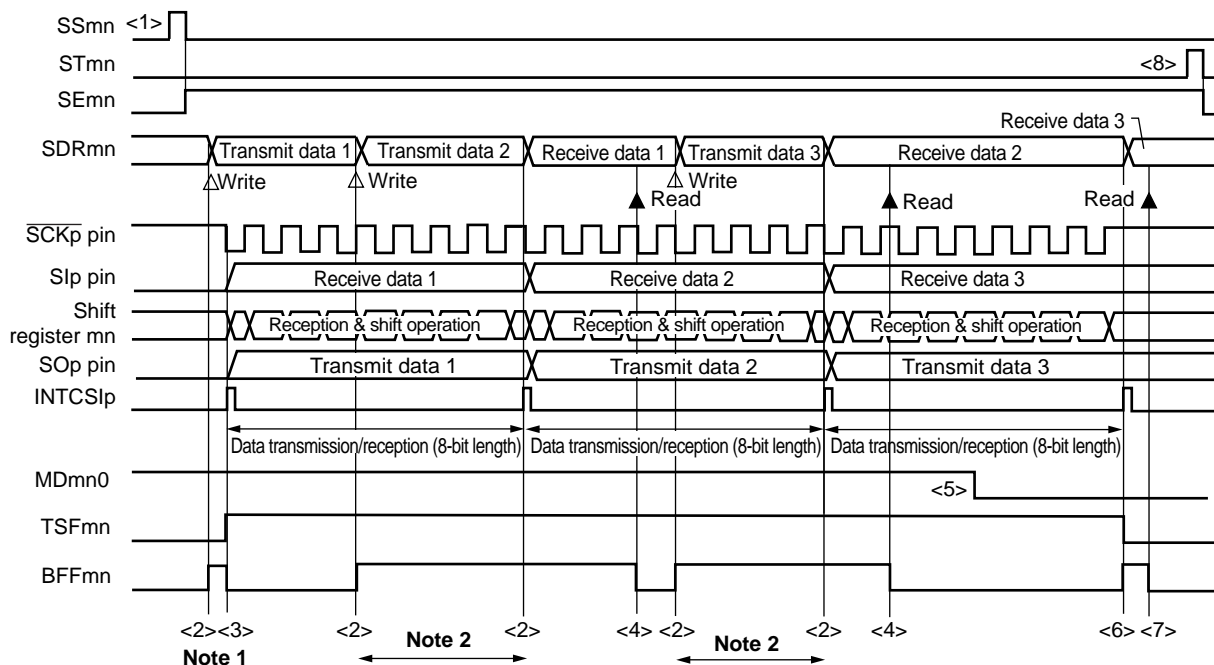 SSmn <1>
STmn <8>
SEmn
Receive data 3
SDRmn Transmit data 1 Transmit data 2 Receive data 1 Transmit data 3 Receive data 2
Write Write Write
Read Read Read
SCKp pin
SIp pin Receive data 1 Receive data 2 Receive data 3
Shift
register mn Reception & shift operation Reception & shift operation Reception & shift operation
SOp pin Transmit data 1 Transmit data 2 Transmit data 3
INTCSIp
Data transmission/reception (8-bit length) Data transmission/reception (8-bit length) Data transmission/reception (8-bit length)
MDmn0 <5>
TSFmn
BFFmn
<2> <3> <2> <2> <4> <2> <2> <4> <6> <7>
Note 1 Note 2 Note 2